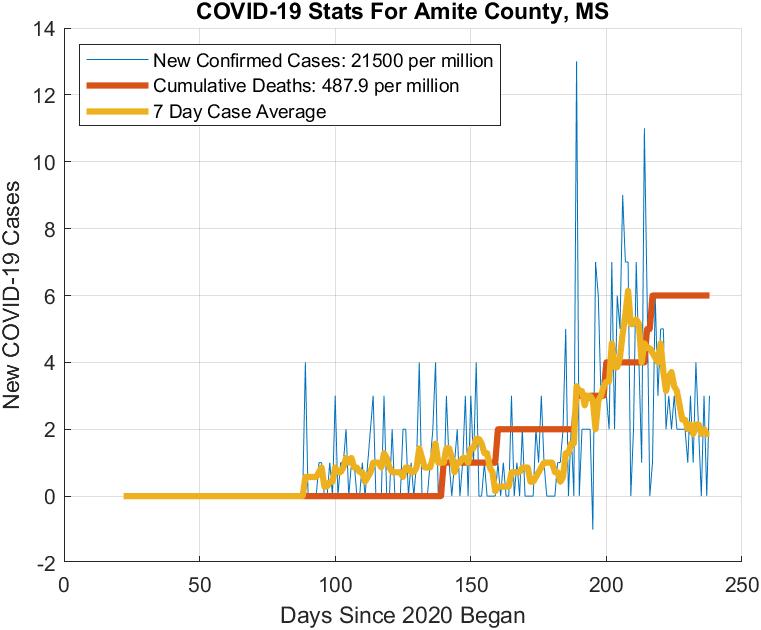 COVID-19 Stats For Amite County, MS
14
New Confirmed Cases: 21500 per million
Cumulative Deaths: 487.9 per million
7 Day Case Average
12
10
8
6
4
2
0
-2
New COVID-19 Cases
0 50 100 150 200 250
Days Since 2020 Began